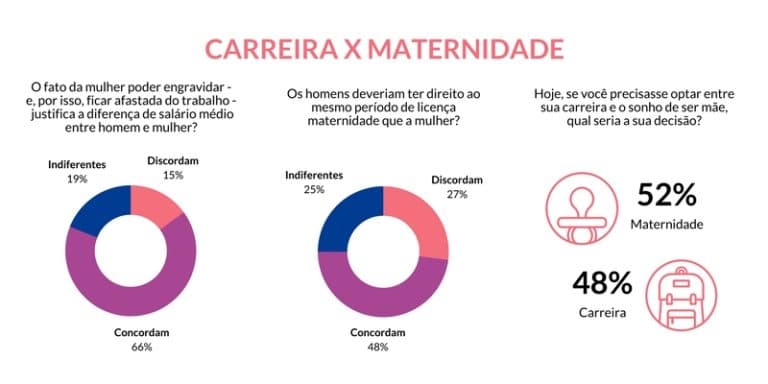 CARREIRA X MATERNIDADE
O fato da mulher poder engravidar -
e, por isso, ficar afastada do trabalho -
justifica a diferença de salário médio
entre homem e mulher?
Indiferentes
19%
Discordam
15%
Concordam
66%
Os homens deveriam ter direito ao
mesmo período de licença
maternidade que a mulher?
Indiferentes
25%
Discordam
27%
Concordam
48%
Hoje, se você precisasse optar entre
sua carreira e o sonho de ser mãe,
qual seria a sua decisão?
52%
Maternidade
48%
Carreira